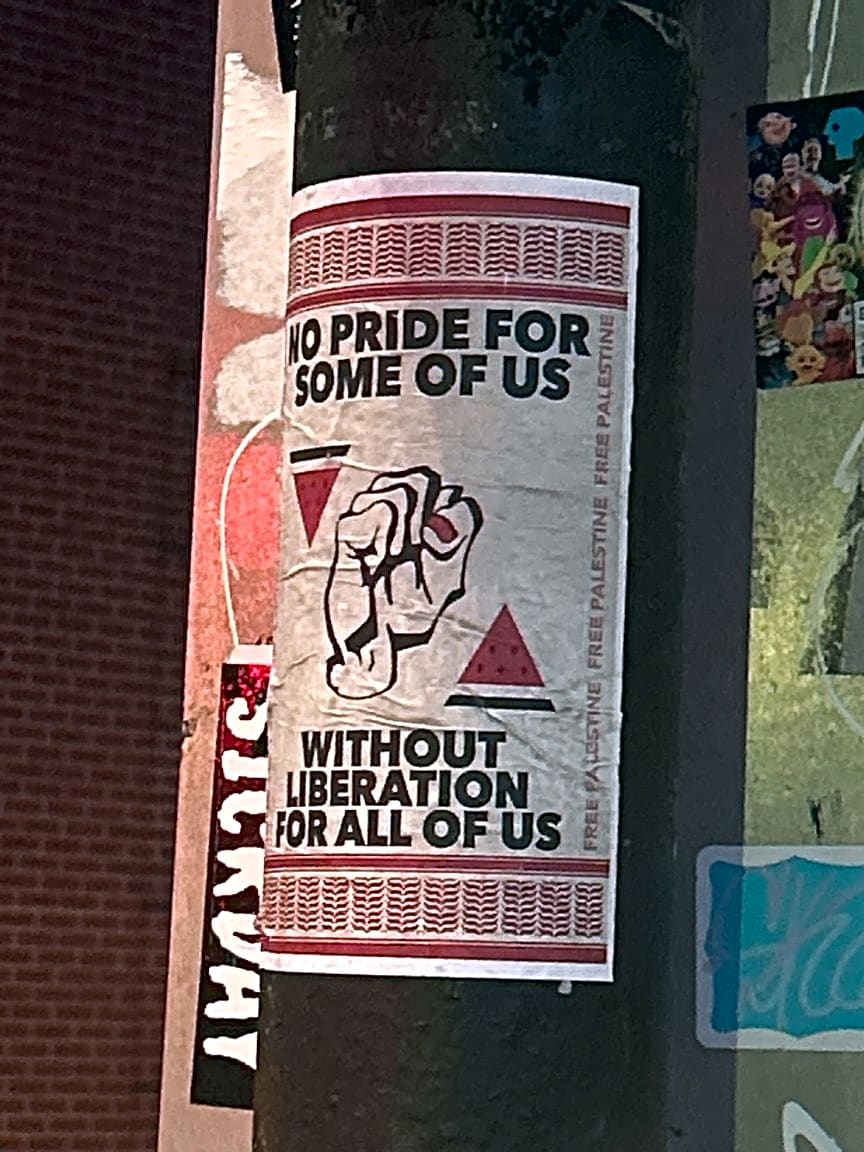 NO PRIDE FOR
SOME OF US
WITHOUT
LIBERATION
FOR ALL OF US
FREE PALESTINE FREE PALESTINE FREE PALESTINE